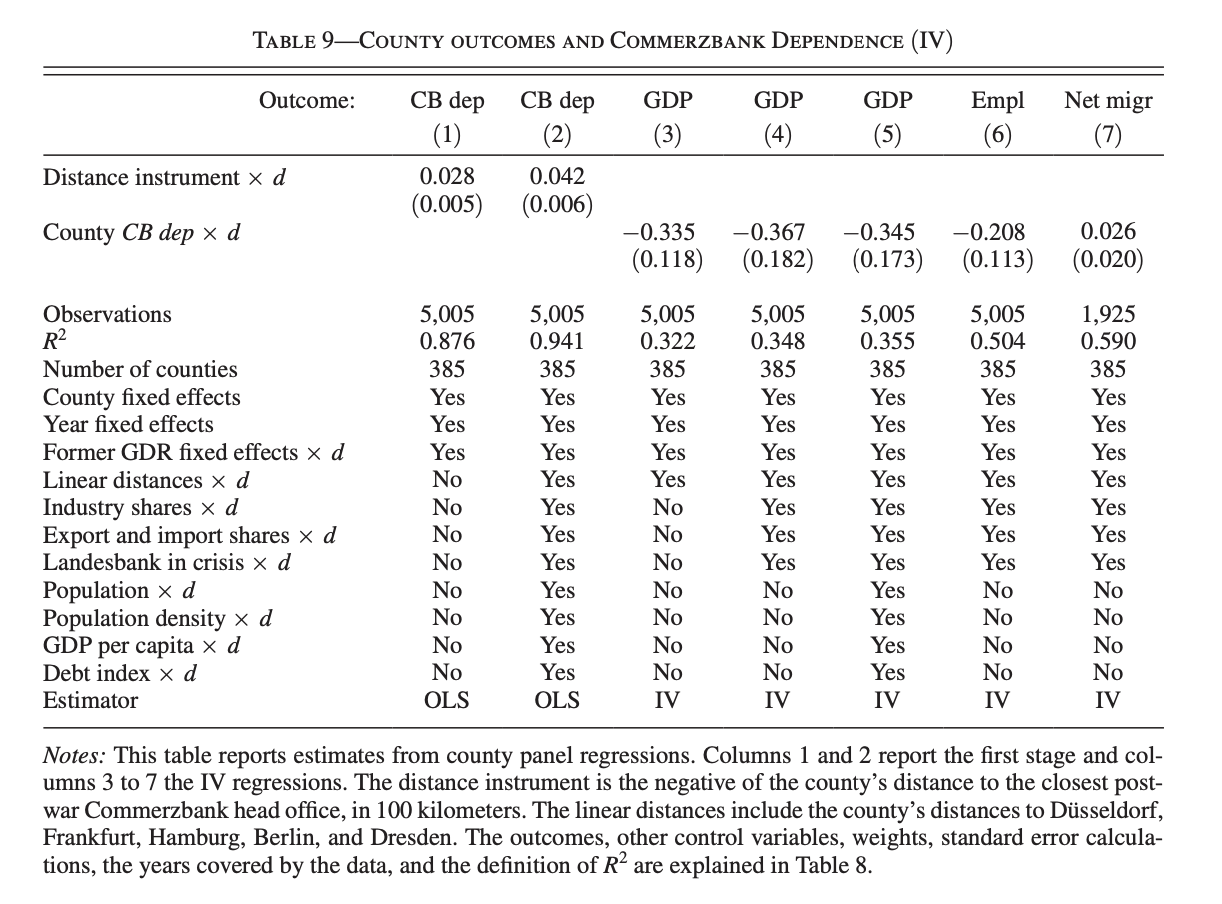 TABLE 9—COUNTY OUTCOMES AND COMMERZBANK DEPENDENCE (IV)
Outcome: CB dep CB dep GDP GDP GDP Empl Net migr
(1) (2) (3) (4) (5) (6) (7)
Distance instrument × d 0.028 0.042
(0.005) (0.006)
County CB dep × d −0.335 −0.367 −0.345 −0.208 0.026
(0.118) (0.182) (0.173) (0.113) (0.020)
Observations 5,005 5,005 5,005 5,005 5,005 5,005 1,925
R² 0.876 0.941 0.322 0.348 0.355 0.504 0.590
Number of counties 385 385 385 385 385 385 385
County fixed effects Yes Yes Yes Yes Yes Yes Yes
Year fixed effects Yes Yes Yes Yes Yes Yes Yes
Former GDR fixed effects × d Yes Yes Yes Yes Yes Yes Yes
Linear distances × d No Yes Yes Yes Yes Yes Yes
Industry shares × d No Yes No Yes Yes Yes Yes
Export and import shares × d No Yes No Yes Yes Yes Yes
Landesbank in crisis × d No Yes No Yes Yes Yes Yes
Population × d No Yes No No Yes No No
Population density × d No Yes No No Yes No No
GDP per capita × d No Yes No No Yes No No
Debt index × d No Yes No No Yes No No
Estimator OLS OLS IV IV IV IV IV
Notes: This table reports estimates from county panel regressions. Columns 1 and 2 report the first stage and col-
umns 3 to 7 the IV regressions. The distance instrument is the negative of the county's distance to the closest post-
war Commerzbank head office, in 100 kilometers. The linear distances include the county's distances to Düsseldorf,
Frankfurt, Hamburg, Berlin, and Dresden. The outcomes, other control variables, weights, standard error calcula-
tions, the years covered by the data, and the definition of R² are explained in Table 8.